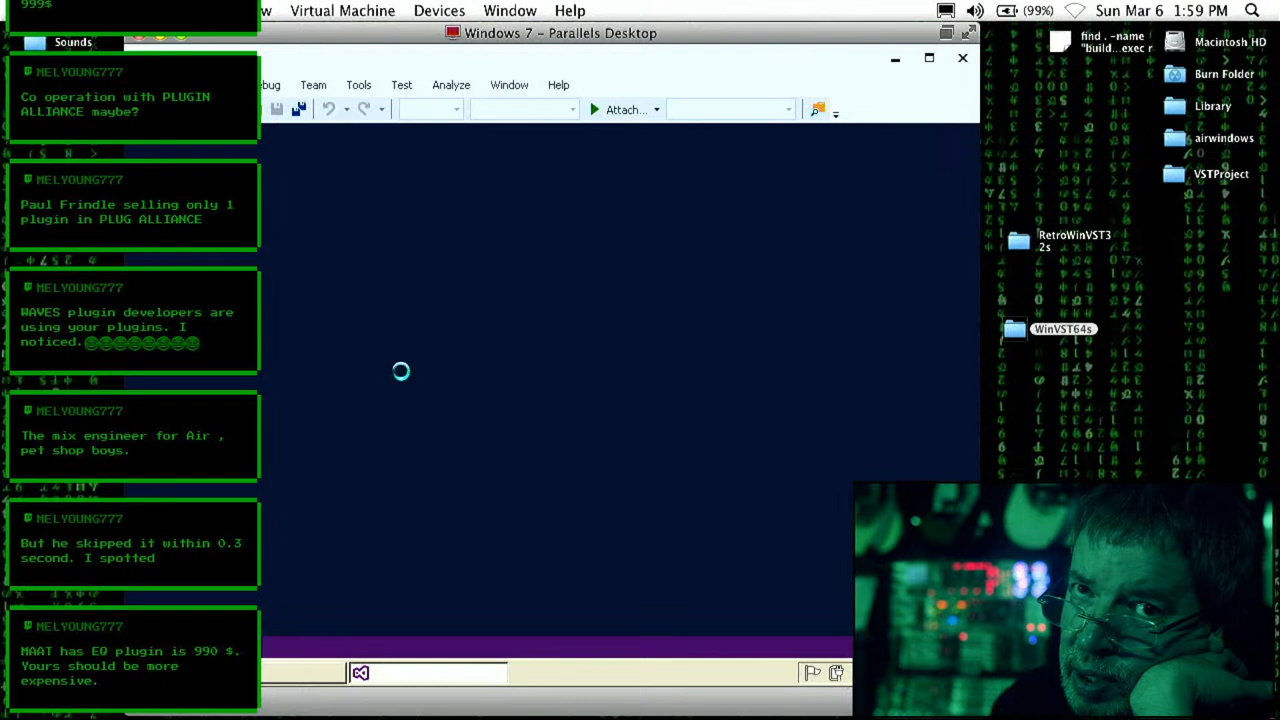 999$
w Virtual Machine Devices Window Help
(99%) Sun Mar 6 1:59 PM
Sounds
Windows 7 - Parallels Desktop
find . -name
"build...exec r
Macintosh HD
MELYOUNG777
Co operation with PLUGIN
ALLIANCE maybe?
bug Team Tools Test Analyze Window Help
Attach...
Burn Folder
Library
airwindows
VSTProject
MELYOUNG777
Paul Frindle selling only 1
plugin in PLUG ALLIANCE
RetroWinVST3
2s
MELYOUNG777
WAVES plugin developers are
using your plugins. I
noticed.
WinVST64s
MELYOUNG777
The mix engineer for Air ,
pet shop boys.
MELYOUNG777
But he skipped it within 0.3
second. I spotted
MELYOUNG777
MAAT has EQ plugin is 990 $.
Yours should be more
expensive.